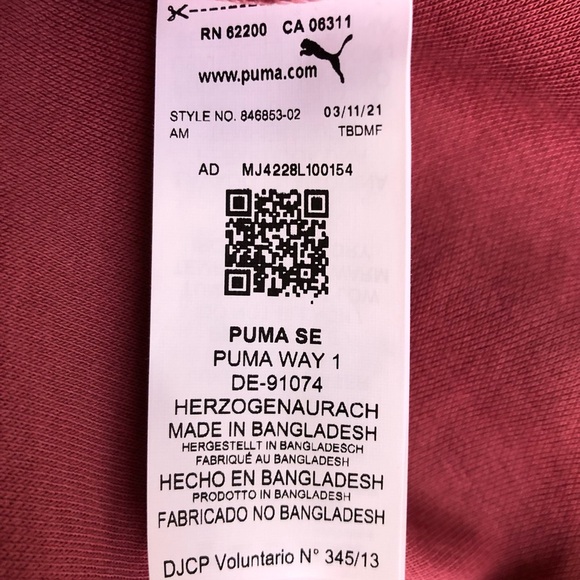 RN 62200 CA 06311
www.puma.com
STYLE NO. 846853-02 03/11/21
AM TBDMF
AD MJ4228L100154
PUMA SE
PUMA WAY 1
DE-91074
HERZOGENAURACH
MADE IN BANGLADESH
HERGESTELLT IN BANGLADESCH
FABRIQUÉ AU BANGLADESH
HECHO EN BANGLADESH
PRODOTTO IN BANGLADESH
FABRICADO NO BANGLADESH
DJCP Voluntario N° 345/13